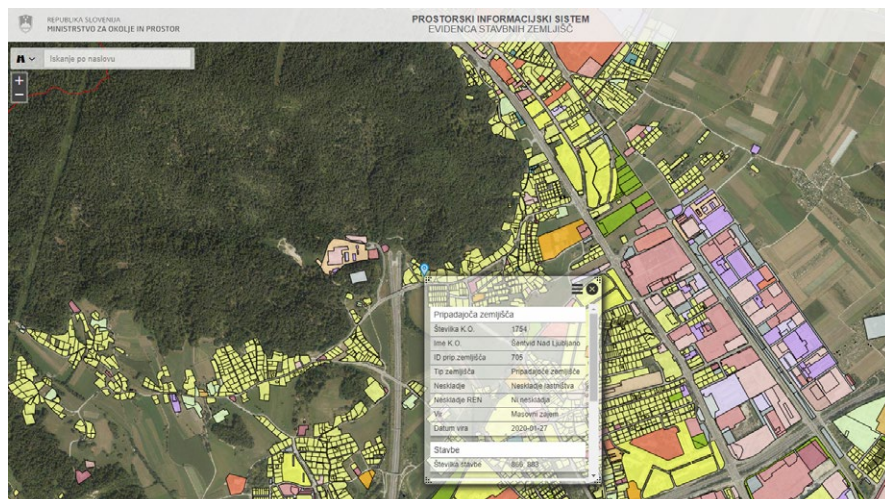 REPUBLIKA SLOVENIJA
MINISTRSTVO ZA OKOLJE IN PROSTOR
PROSTORSKI INFORMACIJSKI SISTEM
EVIDENCA STAVBNIH ZEMLJIŠČ
Iskanje po naslovu
+
−
Pripadajoča zemljišča
Številka K.O. 1754
Ime K.O. Šentvid Nad Ljubljano
ID prip.zemljišča 705
Tip zemljišča Pripadajoče zemljišče
Neskladje Neskladje lastništva
Neskladje REN Ni neskladja
Vir Masovni zajem
Datum vira 2020-01-27
Stavbe
Številka stavbe